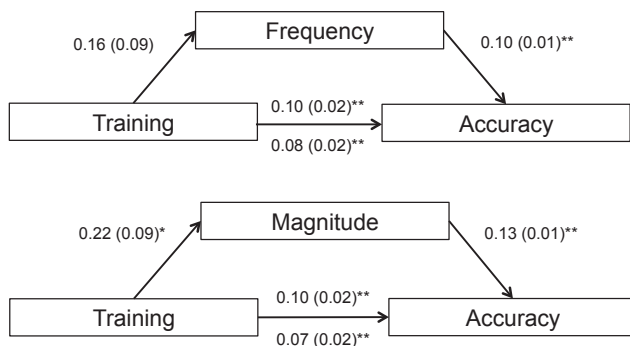 Frequency
0.16 (0.09)
0.10 (0.01)**
0.10 (0.02)**
Training
Accuracy
0.08 (0.02)**
Magnitude
0.22 (0.09)*
0.13 (0.01)**
0.10 (0.02)**
Training
Accuracy
0.07 (0.02)**